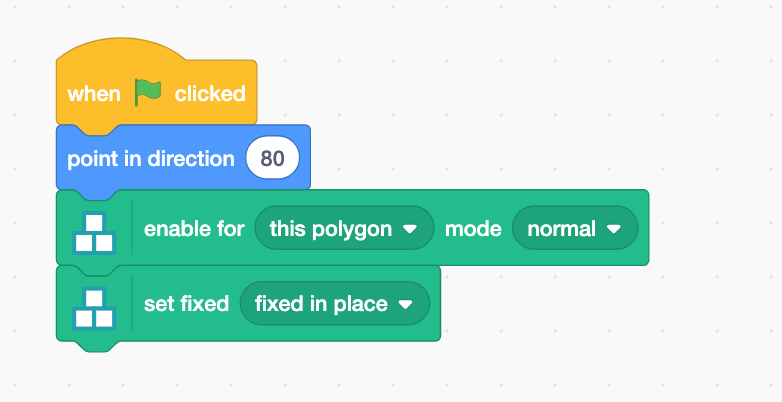 when clicked
point in direction 80
enable for this polygon mode normal
set fixed fixed in place